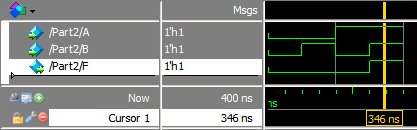 Msgs
/Part2/A 1'h1
/Part2/B 1'h1
/Part2/F 1'h1
Now 400 ns
ns
Cursor 1 346 ns 346 ns